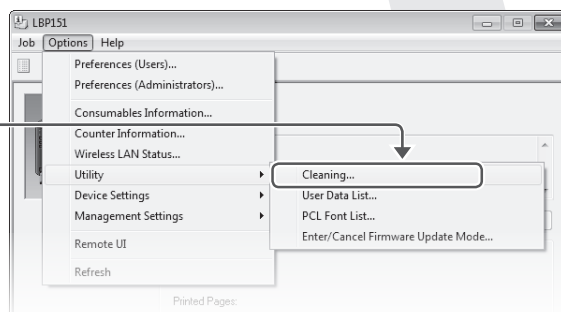 LBP151
Job Options Help
Preferences (Users)...
Preferences (Administrators)...
Consumables Information...
Counter Information...
Wireless LAN Status...
Utility
Cleaning...
Device Settings
User Data List...
Management Settings
PCL Font List...
Enter/Cancel Firmware Update Mode...
Remote UI
Refresh
Printed Pages: